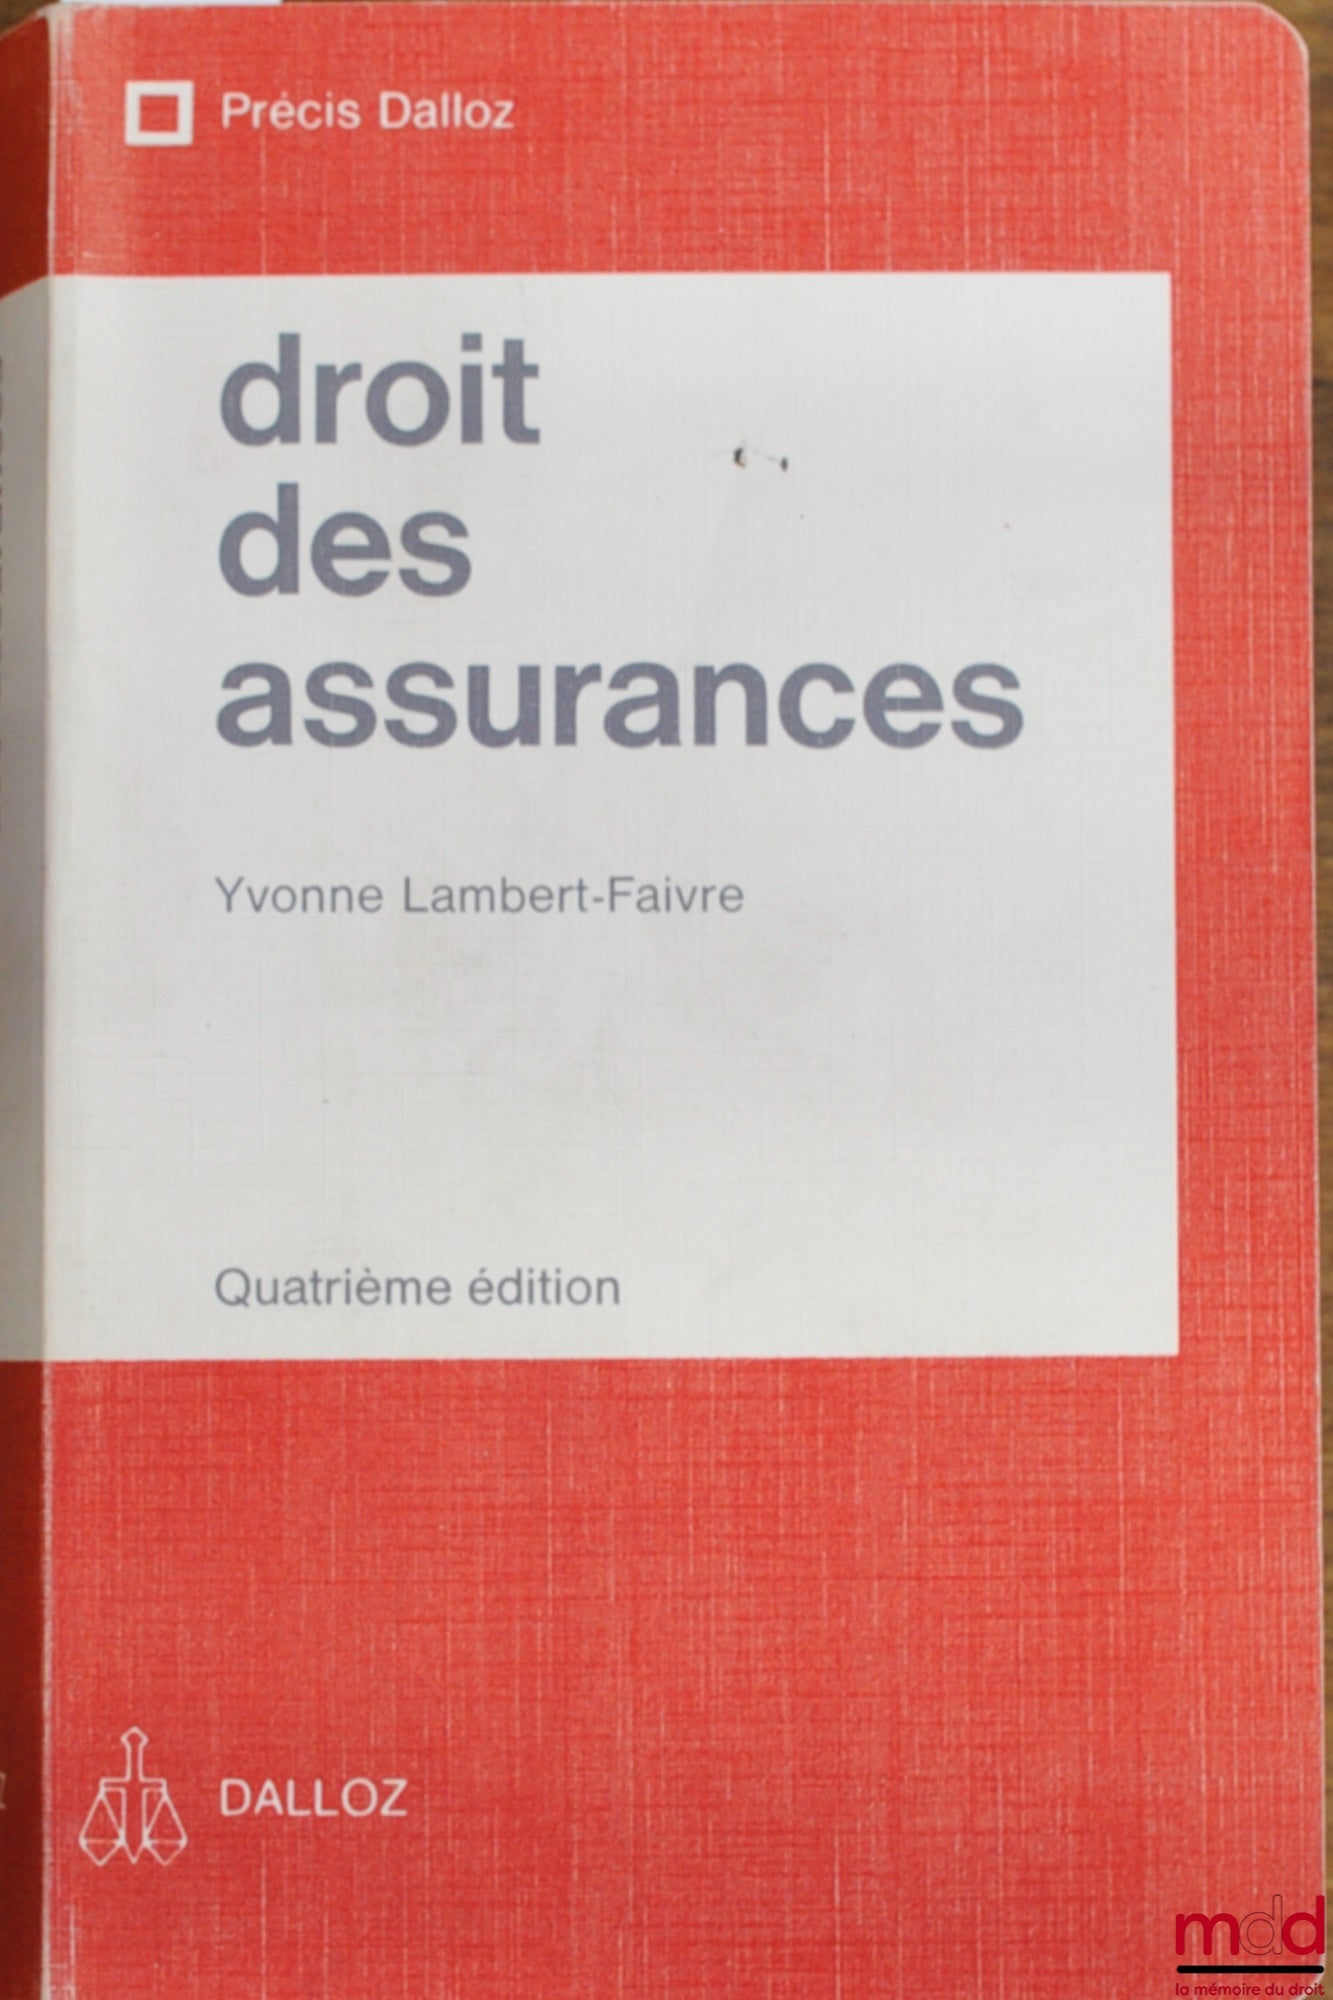 Précis Dalloz
droit
des
assurances
Yvonne Lambert-Faivre
Quatrième édition
DALLOZ
mdd
la mémoire du droit